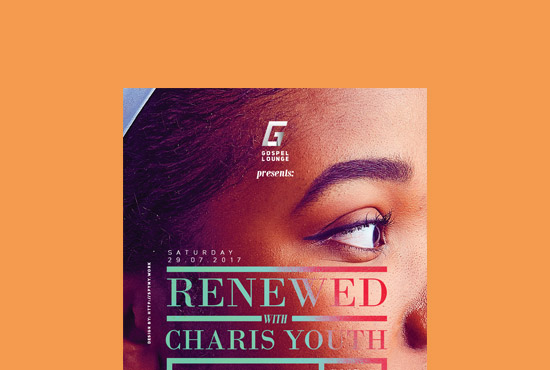 GOSPEL
LOUNGE
presents:
SATURDAY
29.07.2017
RENEWED
WITH
CHARIS YOUTH